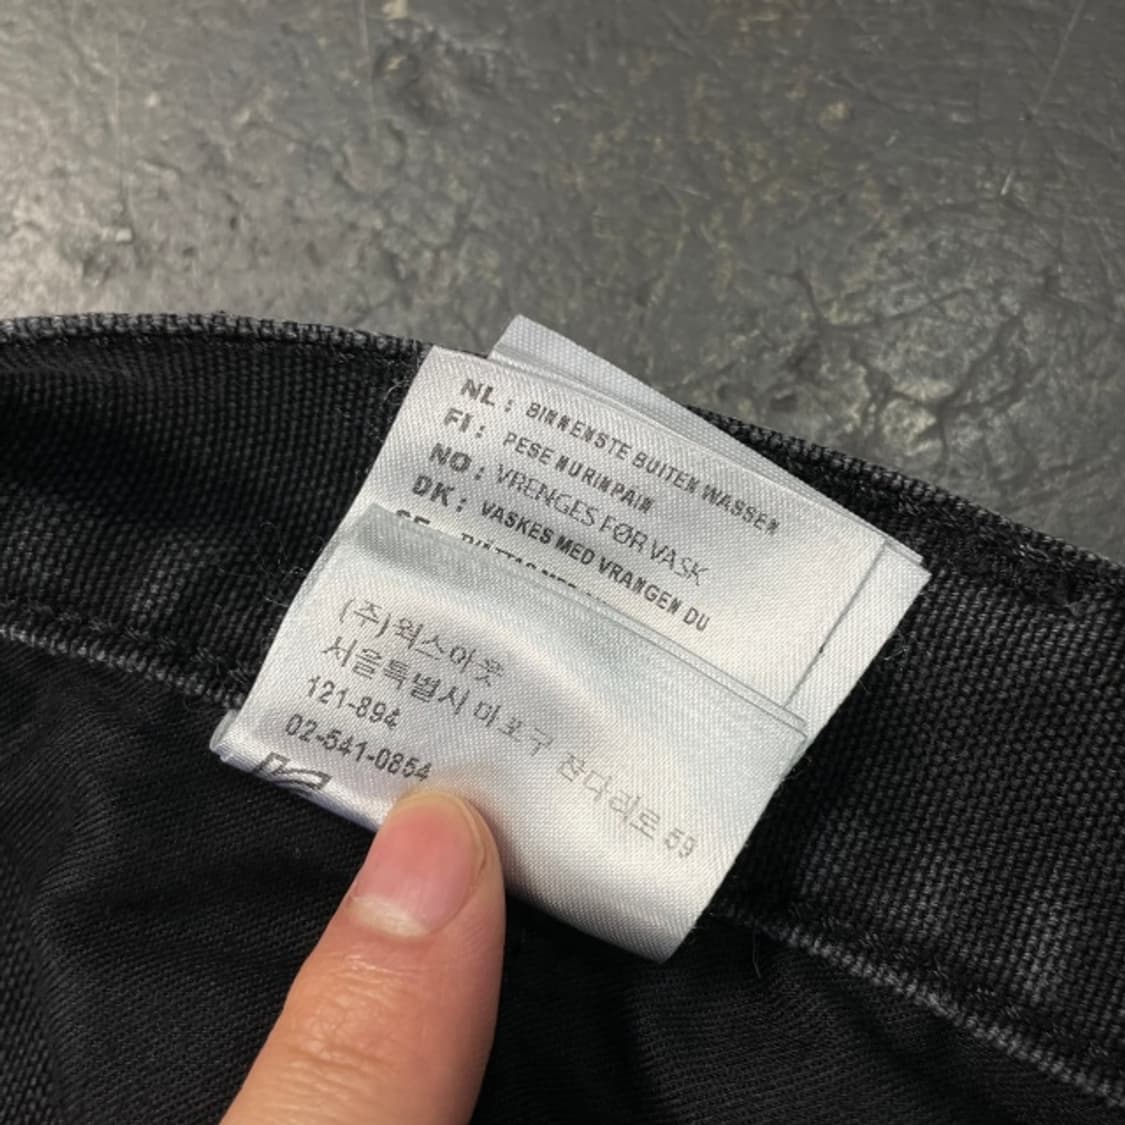 NL: BINNENSTE BUITEN WASSEN
FI: PESE NURINPAIN
NO: VRENGES FØR VASK
DK: VASKES MED VRANGEN DU
SE
(주)웍스아웃
서울특별시 마포구 잔다리로 59
121-894
02-541-0854